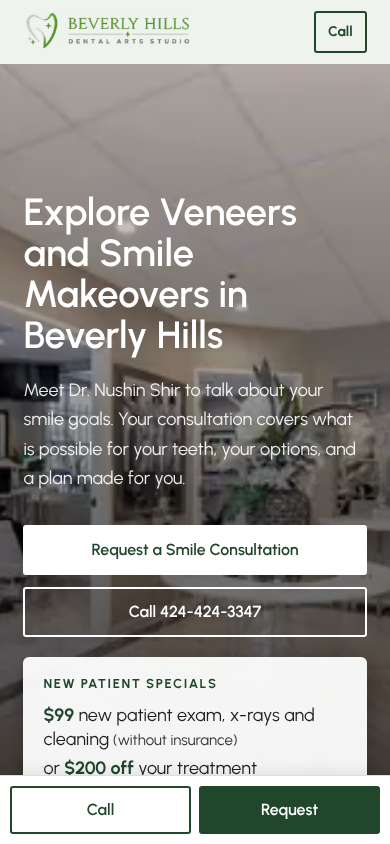 BEVERLY HILLS
DENTAL ARTS STUDIO
Call
Explore Veneers
and Smile
Makeovers in
Beverly Hills
Meet Dr. Nushin Shir to talk about your
smile goals. Your consultation covers what
is possible for your teeth, your options, and
a plan made for you.
Request a Smile Consultation
Call 424-424-3347
NEW PATIENT SPECIALS
$99 new patient exam, x-rays and
cleaning (without insurance)
or $200 off your treatment
Call
Request